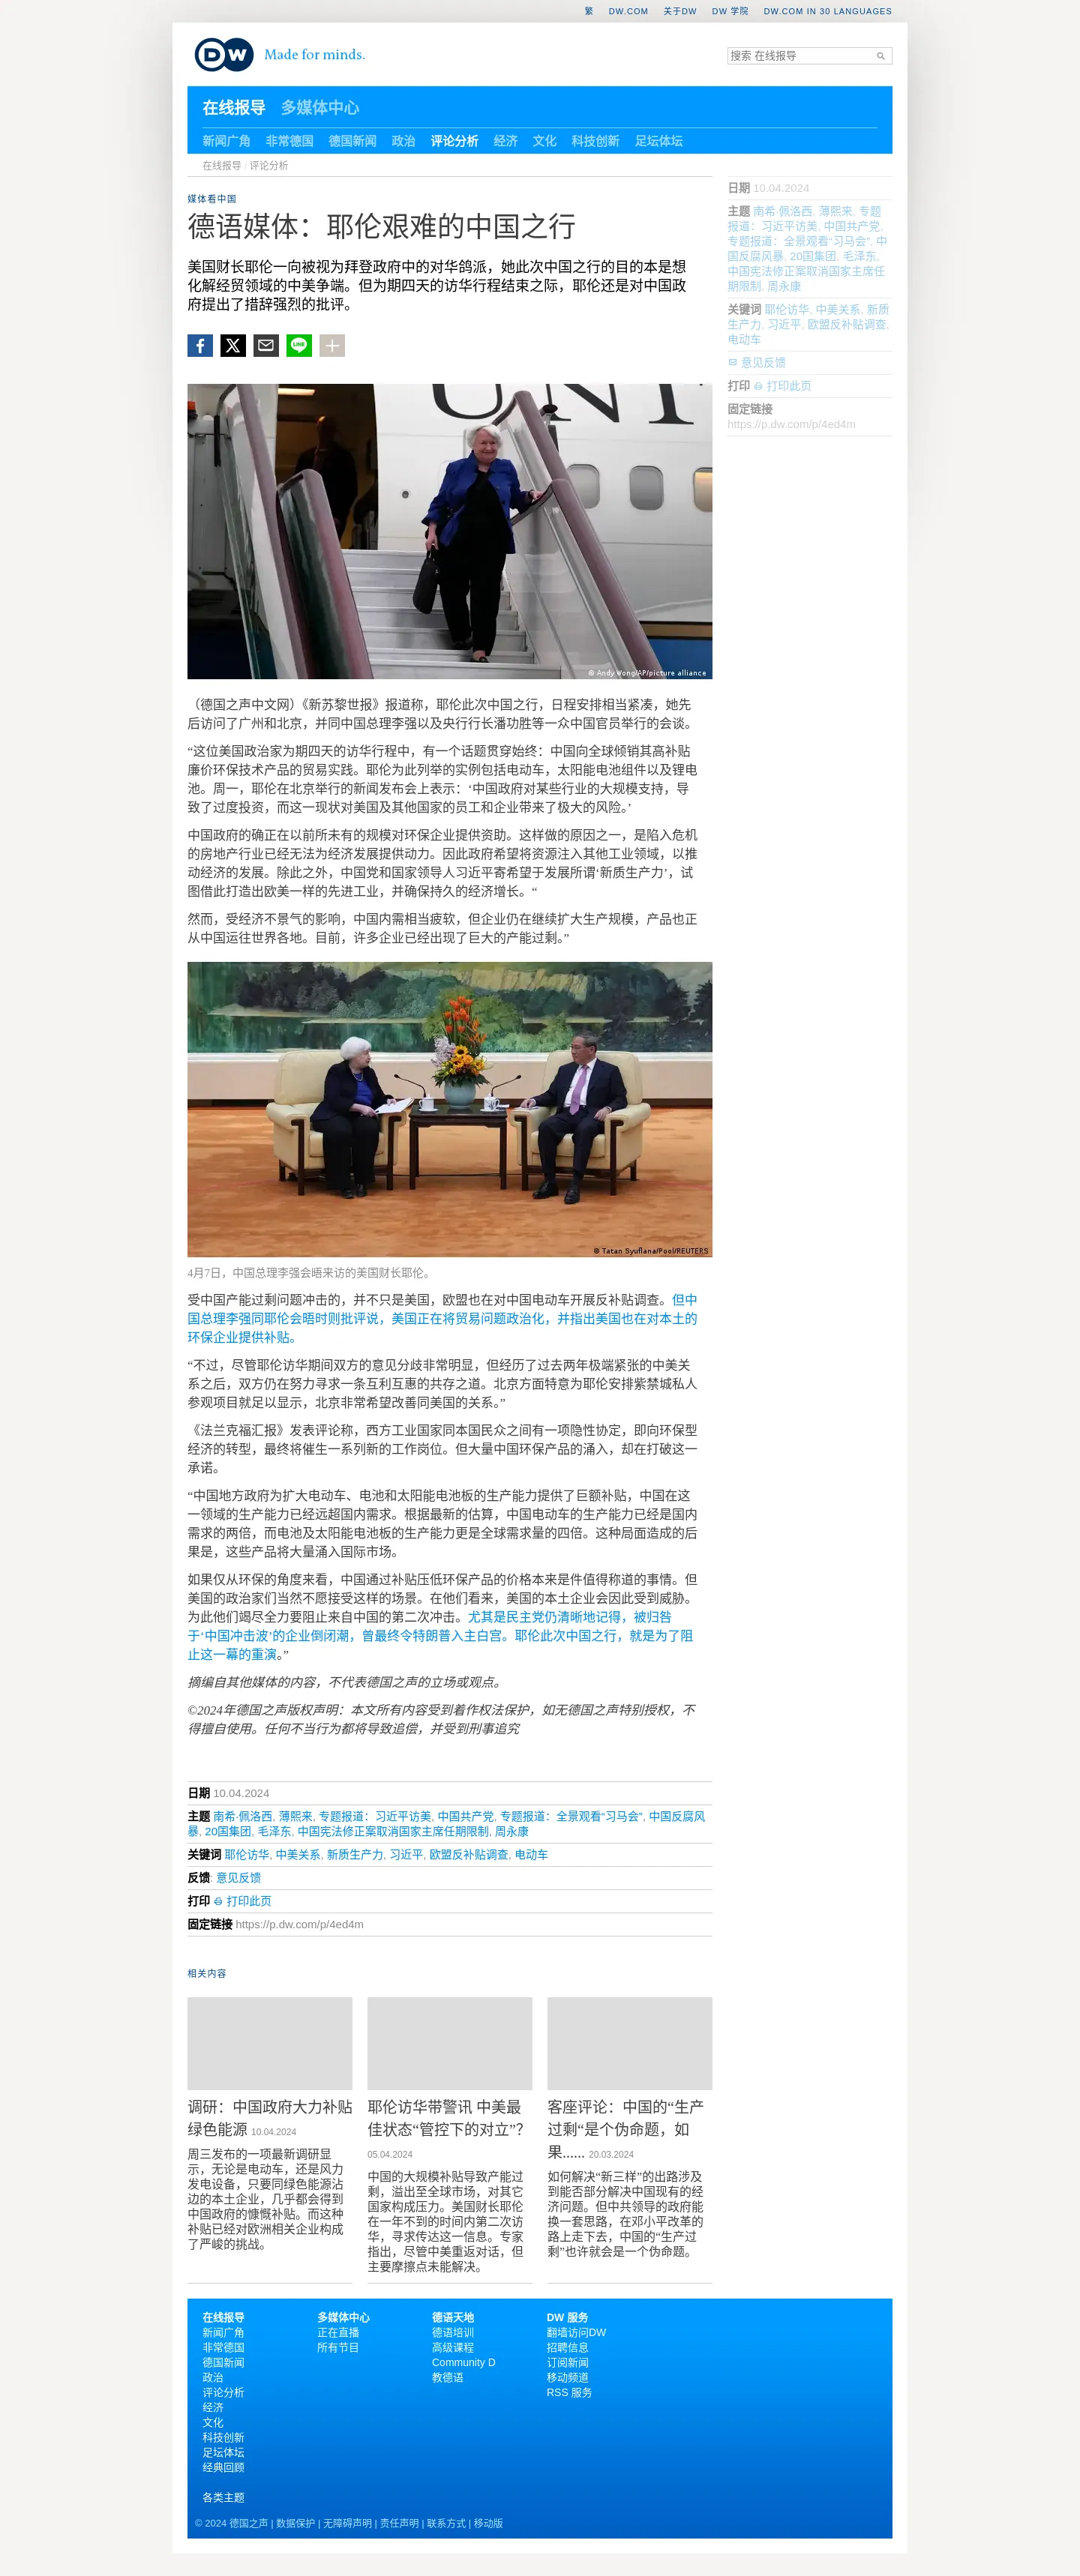 繁 DW.COM 关于DW DW 学院 DW.COM IN 30 LANGUAGES
DW Made for minds.
搜索 在线报导
在线报导 多媒体中心
新闻广角 非常德国 德国新闻 政治 评论分析 经济 文化 科技创新 足坛体坛
在线报导 / 评论分析
媒体看中国
德语媒体：耶伦艰难的中国之行
美国财长耶伦一向被视为拜登政府中的对华鸽派，她此次中国之行的目的本是想
化解经贸领域的中美争端。但为期四天的访华行程结束之际，耶伦还是对中国政
府提出了措辞强烈的批评。
LINE
UNI
© Andy Wong/AP/picture alliance
（德国之声中文网）《新苏黎世报》报道称，耶伦此次中国之行，日程安排相当紧凑，她先
后访问了广州和北京，并同中国总理李强以及央行行长潘功胜等一众中国官员举行的会谈。
“这位美国政治家为期四天的访华行程中，有一个话题贯穿始终：中国向全球倾销其高补贴
廉价环保技术产品的贸易实践。耶伦为此列举的实例包括电动车，太阳能电池组件以及锂电
池。周一，耶伦在北京举行的新闻发布会上表示：‘中国政府对某些行业的大规模支持，导
致了过度投资，而这一现状对美国及其他国家的员工和企业带来了极大的风险。’
中国政府的确正在以前所未有的规模对环保企业提供资助。这样做的原因之一，是陷入危机
的房地产行业已经无法为经济发展提供动力。因此政府希望将资源注入其他工业领域，以推
动经济的发展。除此之外，中国党和国家领导人习近平寄希望于发展所谓‘新质生产力’，试
图借此打造出欧美一样的先进工业，并确保持久的经济增长。“
然而，受经济不景气的影响，中国内需相当疲软，但企业仍在继续扩大生产规模，产品也正
从中国运往世界各地。目前，许多企业已经出现了巨大的产能过剩。”
© Tatan Syuflana/Pool/REUTERS
4月7日，中国总理李强会晤来访的美国财长耶伦。
受中国产能过剩问题冲击的，并不只是美国，欧盟也在对中国电动车开展反补贴调查。但中
国总理李强同耶伦会晤时则批评说，美国正在将贸易问题政治化，并指出美国也在对本土的
环保企业提供补贴。
“不过，尽管耶伦访华期间双方的意见分歧非常明显，但经历了过去两年极端紧张的中美关
系之后，双方仍在努力寻求一条互利互惠的共存之道。北京方面特意为耶伦安排紫禁城私人
参观项目就足以显示，北京非常希望改善同美国的关系。”
《法兰克福汇报》发表评论称，西方工业国家同本国民众之间有一项隐性协定，即向环保型
经济的转型，最终将催生一系列新的工作岗位。但大量中国环保产品的涌入，却在打破这一
承诺。
“中国地方政府为扩大电动车、电池和太阳能电池板的生产能力提供了巨额补贴，中国在这
一领域的生产能力已经远超国内需求。根据最新的估算，中国电动车的生产能力已经是国内
需求的两倍，而电池及太阳能电池板的生产能力更是全球需求量的四倍。这种局面造成的后
果是，这些产品将大量涌入国际市场。
如果仅从环保的角度来看，中国通过补贴压低环保产品的价格本来是件值得称道的事情。但
美国的政治家们当然不愿接受这样的场景。在他们看来，美国的本土企业会因此受到威胁。
为此他们竭尽全力要阻止来自中国的第二次冲击。尤其是民主党仍清晰地记得，被归咎
于‘中国冲击波’的企业倒闭潮，曾最终令特朗普入主白宫。耶伦此次中国之行，就是为了阻
止这一幕的重演。”
摘编自其他媒体的内容，不代表德国之声的立场或观点。
©2024年德国之声版权声明：本文所有内容受到着作权法保护，如无德国之声特别授权，不
得擅自使用。任何不当行为都将导致追偿，并受到刑事追究
日期 10.04.2024
主题 南希·佩洛西, 薄熙来, 专题报道：习近平访美, 中国共产党, 专题报道：全景观看“习马会”, 中国反腐风
暴, 20国集团, 毛泽东, 中国宪法修正案取消国家主席任期限制, 周永康
关键词 耶伦访华, 中美关系, 新质生产力, 习近平, 欧盟反补贴调查, 电动车
反馈: 意见反馈
打印 打印此页
固定链接 https://p.dw.com/p/4ed4m
日期 10.04.2024
主题 南希·佩洛西, 薄熙来, 专题
报道：习近平访美, 中国共产党,
专题报道：全景观看“习马会”, 中
国反腐风暴, 20国集团, 毛泽东,
中国宪法修正案取消国家主席任
期限制, 周永康
关键词 耶伦访华, 中美关系, 新质
生产力, 习近平, 欧盟反补贴调查,
电动车
意见反馈
打印 打印此页
固定链接
https://p.dw.com/p/4ed4m
相关内容
调研：中国政府大力补贴
绿色能源 10.04.2024
周三发布的一项最新调研显
示，无论是电动车，还是风力
发电设备，只要同绿色能源沾
边的本土企业，几乎都会得到
中国政府的慷慨补贴。而这种
补贴已经对欧洲相关企业构成
了严峻的挑战。
耶伦访华带警讯 中美最
佳状态“管控下的对立”？
05.04.2024
中国的大规模补贴导致产能过
剩，溢出至全球市场，对其它
国家构成压力。美国财长耶伦
在一年不到的时间内第二次访
华，寻求传达这一信息。专家
指出，尽管中美重返对话，但
主要摩擦点未能解决。
客座评论：中国的“生产
过剩“是个伪命题，如
果...... 20.03.2024
如何解决“新三样”的出路涉及
到能否部分解决中国现有的经
济问题。但中共领导的政府能
换一套思路，在邓小平改革的
路上走下去，中国的“生产过
剩”也许就会是一个伪命题。
在线报导
新闻广角
非常德国
德国新闻
政治
评论分析
经济
文化
科技创新
足坛体坛
经典回顾
各类主题
多媒体中心
正在直播
所有节目
德语天地
德语培训
高级课程
Community D
教德语
DW 服务
翻墙访问DW
招聘信息
订阅新闻
移动频道
RSS 服务
© 2024 德国之声 | 数据保护 | 无障碍声明 | 责任声明 | 联系方式 | 移动版